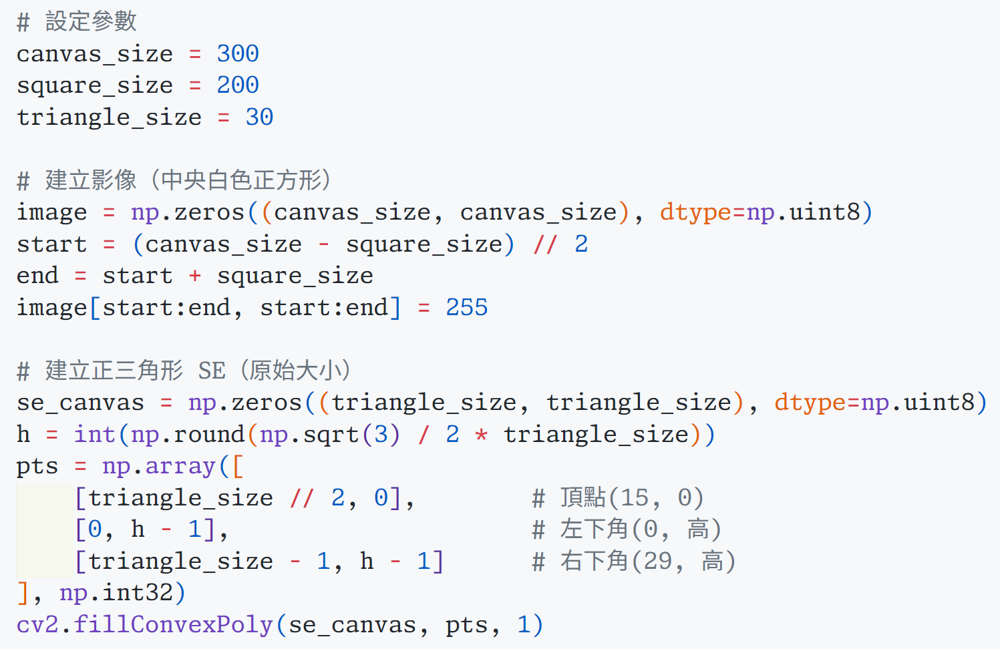 # 設定參數
canvas_size = 300
square_size = 200
triangle_size = 30

# 建立影像（中央白色正方形）
image = np.zeros((canvas_size, canvas_size), dtype=np.uint8)
start = (canvas_size - square_size) // 2
end = start + square_size
image[start:end, start:end] = 255

# 建立正三角形 SE（原始大小）
se_canvas = np.zeros((triangle_size, triangle_size), dtype=np.uint8)
h = int(np.round(np.sqrt(3) / 2 * triangle_size))
pts = np.array([
    [triangle_size // 2, 0],        # 頂點(15, 0)
    [0, h - 1],                     # 左下角(0, 高)
    [triangle_size - 1, h - 1]      # 右下角(29, 高)
], np.int32)
cv2.fillConvexPoly(se_canvas, pts, 1)